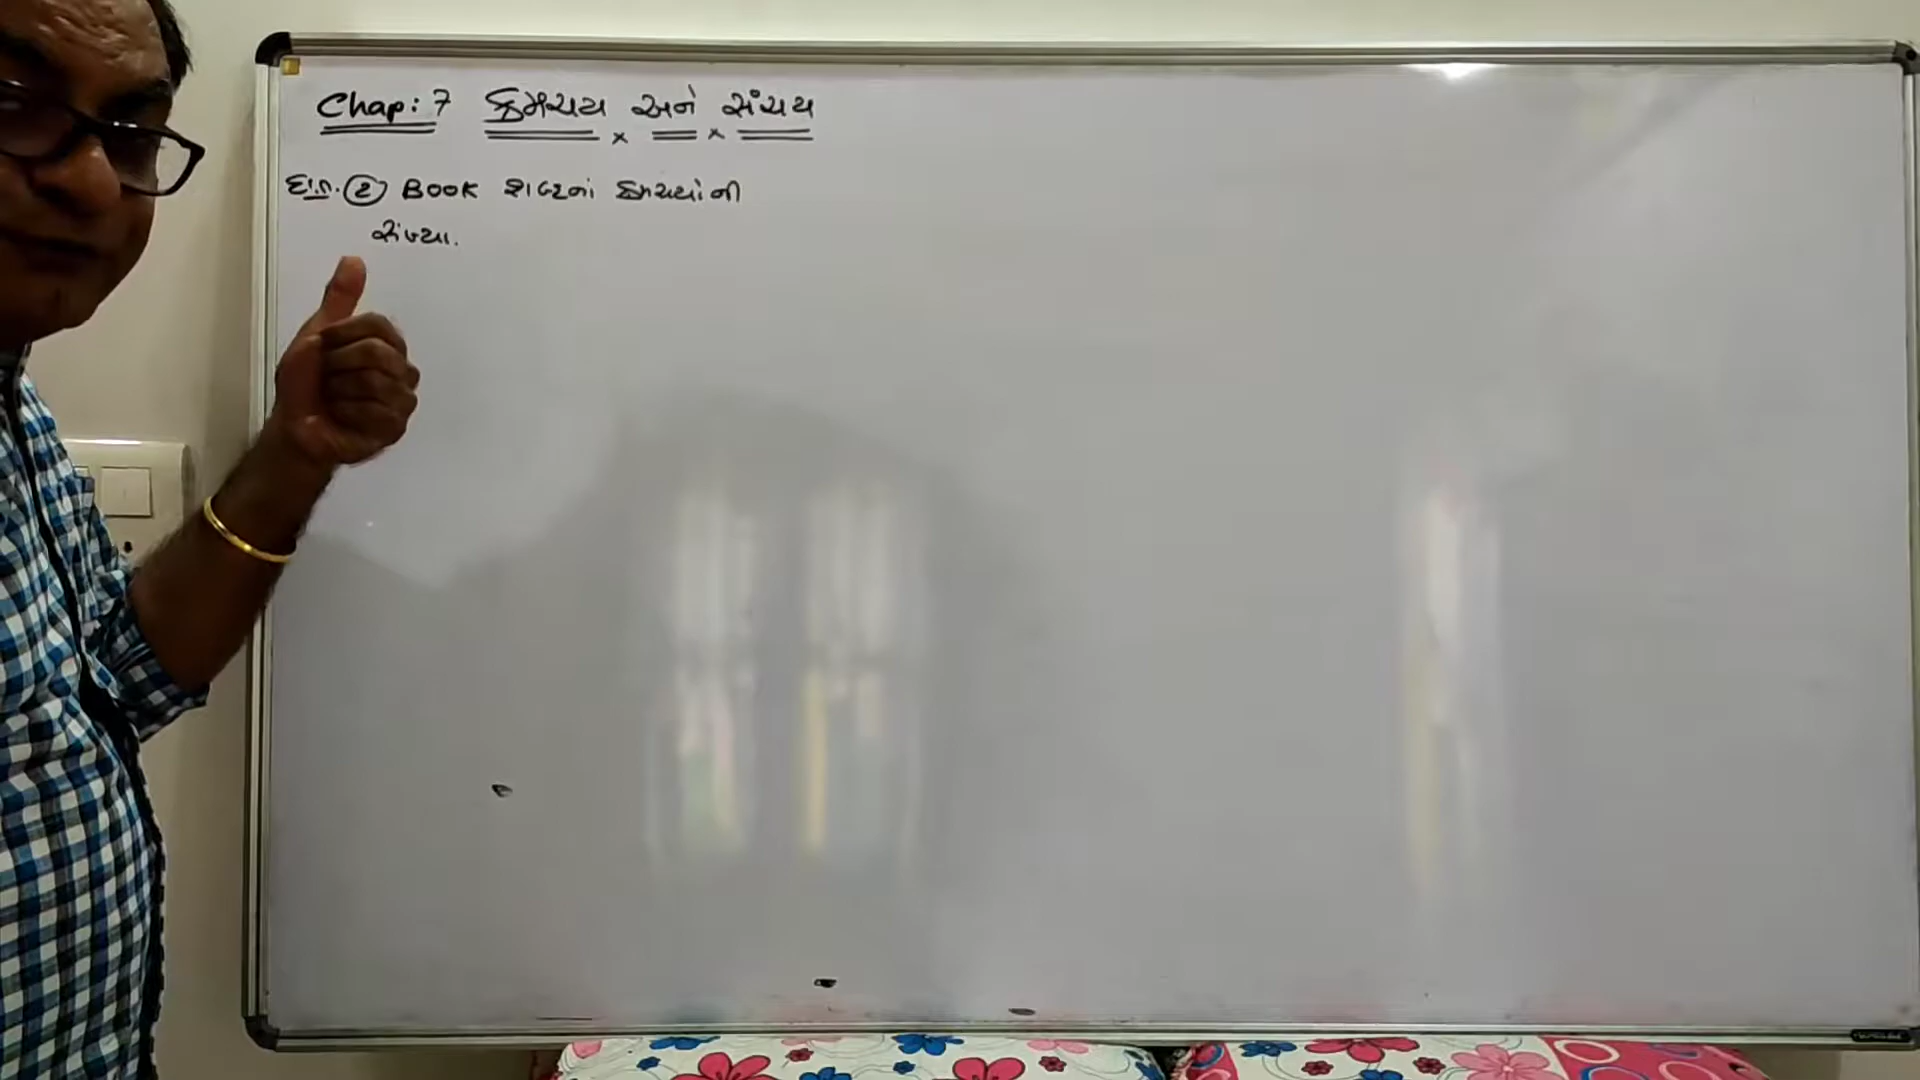 Chap: 7 ક્રમચય અને સંચય
દા.ત. (2) BOOK શબ્દનાં ક્રમચયોની
સંખ્યા.